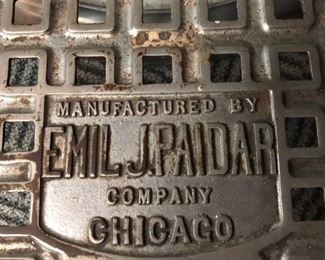 MANUFACTURED BY
EMIL J. PAIDAR
COMPANY
CHICAGO